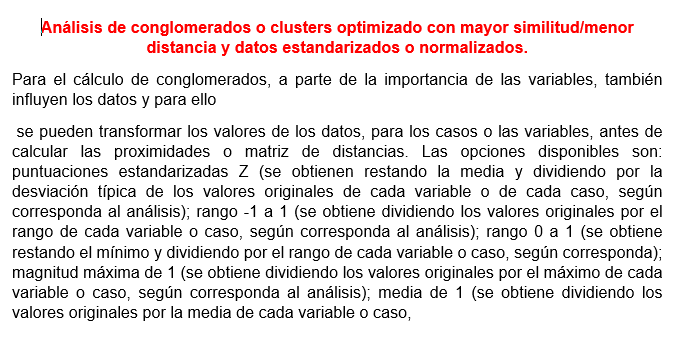 Análisis de conglomerados o clusters optimizado con mayor similitud/menor
distancia y datos estandarizados o normalizados.
Para el cálculo de conglomerados, a parte de la importancia de las variables, también
influyen los datos y para ello
se pueden transformar los valores de los datos, para los casos o las variables, antes de
calcular las proximidades o matriz de distancias. Las opciones disponibles son:
puntuaciones estandarizadas Z (se obtienen restando la media y dividiendo por la
desviación típica de los valores originales de cada variable o de cada caso, según
corresponda al análisis); rango -1 a 1 (se obtiene dividiendo los valores originales por el
rango de cada variable o caso, según corresponda al análisis); rango 0 a 1 (se obtiene
restando el mínimo y dividiendo por el rango de cada variable o caso, según corresponda);
magnitud máxima de 1 (se obtiene dividiendo los valores originales por el máximo de cada
variable o caso, según corresponda al análisis); media de 1 (se obtiene dividiendo los
valores originales por la media de cada variable o caso,